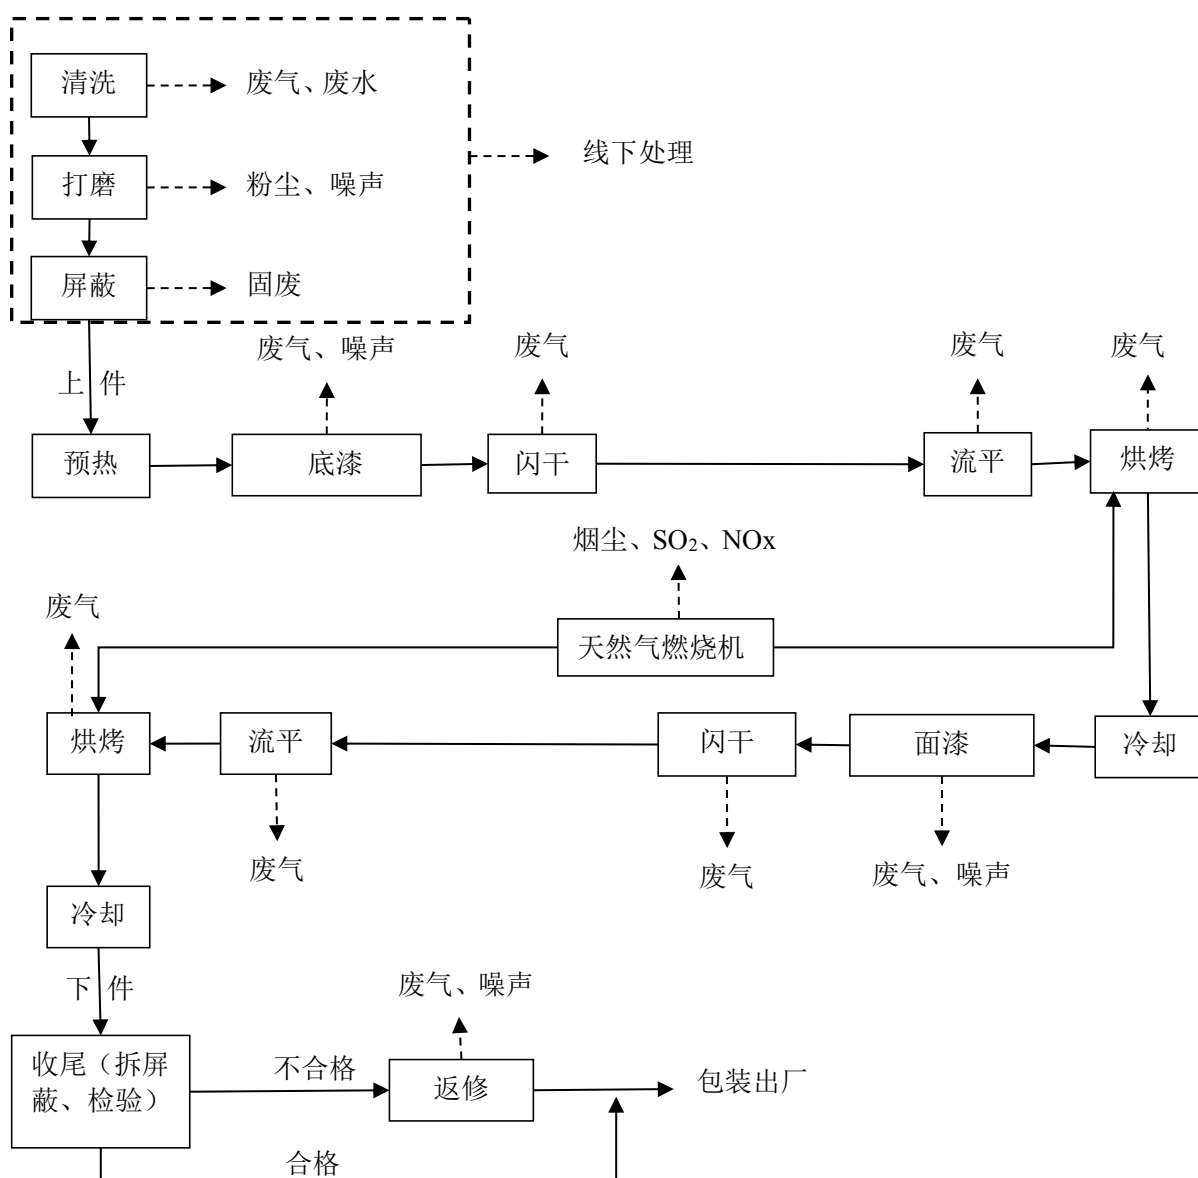 清洗
废气、废水
线下处理
打磨
粉尘、噪声
屏蔽
固废
废气、噪声
废气
废气
废气
上 件
预热
底漆
闪干
流平
烘烤
烟尘、SO₂、NOx
废气
天然气燃烧机
烘烤
流平
闪干
面漆
冷却
废气
废气
废气、噪声
冷却
下 件
废气、噪声
收尾（拆屏
蔽、检验）
不合格
返修
包装出厂
合格